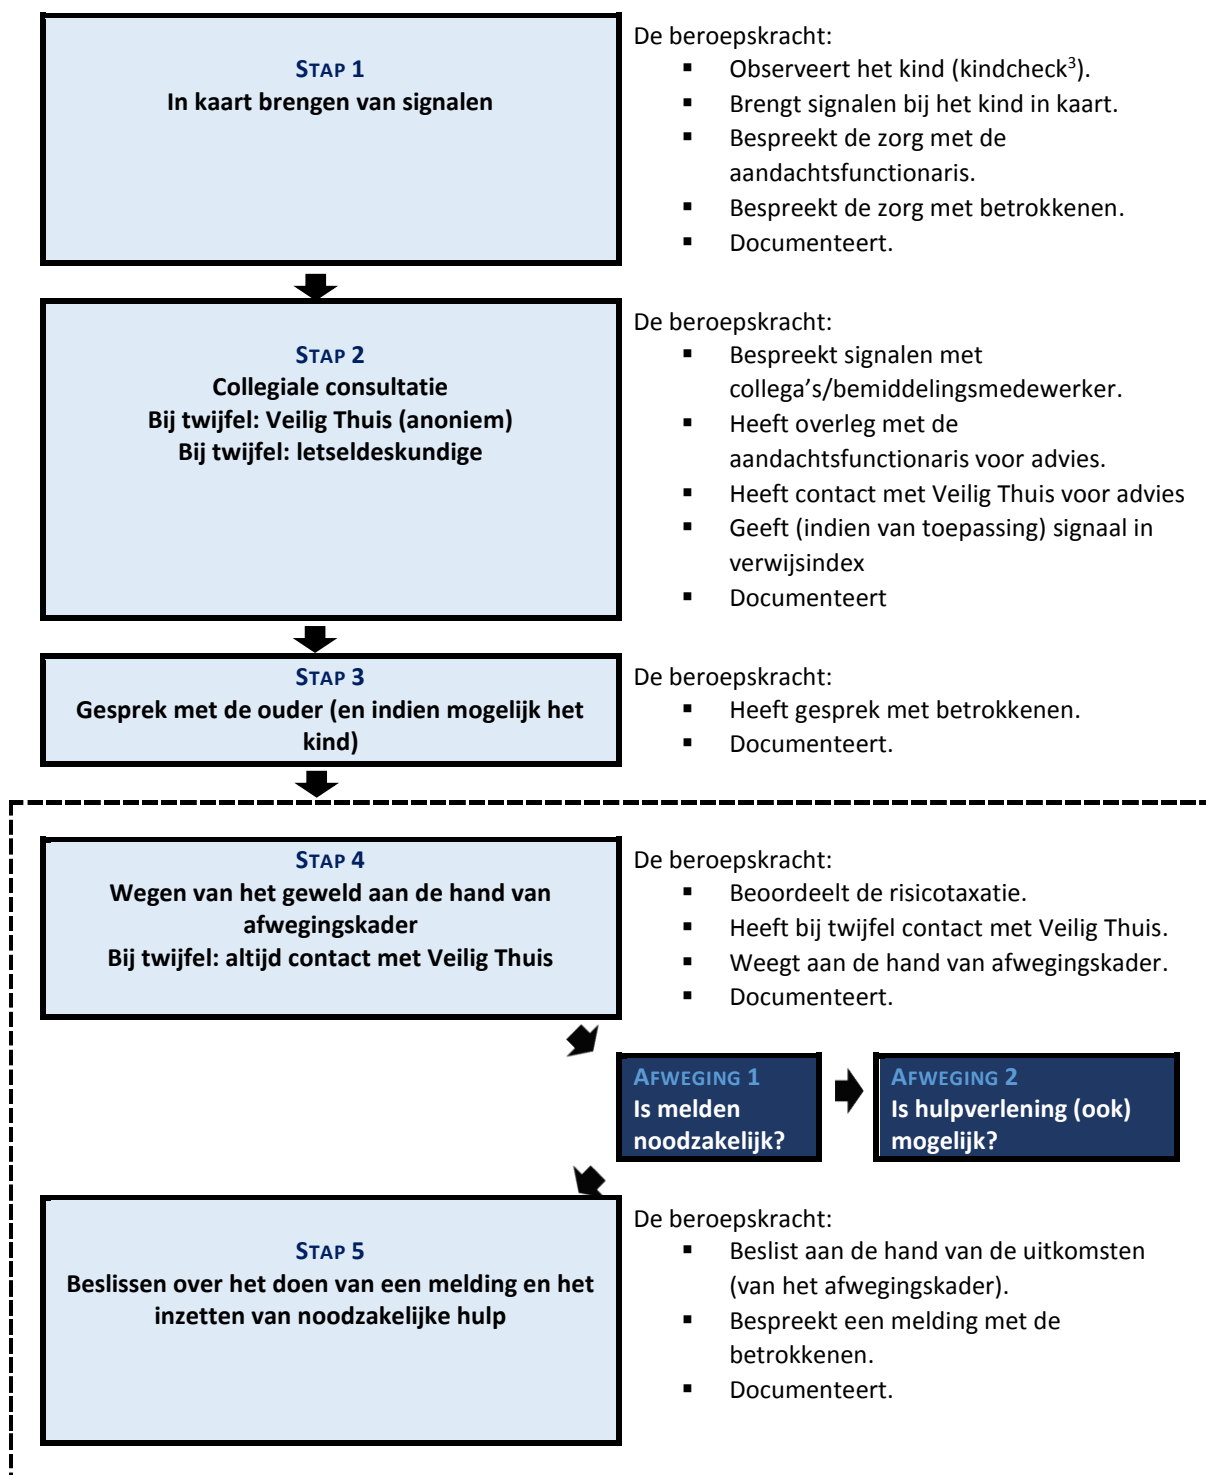 STAP 1
In kaart brengen van signalen
De beroepskracht:
▪ Observeert het kind (kindcheck³).
▪ Brengt signalen bij het kind in kaart.
▪ Bespreekt de zorg met de
aandachtsfunctionaris.
▪ Bespreekt de zorg met betrokkenen.
▪ Documenteert.
STAP 2
Collegiale consultatie
Bij twijfel: Veilig Thuis (anoniem)
Bij twijfel: letseldeskundige
De beroepskracht:
▪ Bespreekt signalen met
collega’s/bemiddelingsmedewerker.
▪ Heeft overleg met de
aandachtsfunctionaris voor advies.
▪ Heeft contact met Veilig Thuis voor advies
▪ Geeft (indien van toepassing) signaal in
verwijsindex
▪ Documenteert
STAP 3
Gesprek met de ouder (en indien mogelijk het
kind)
De beroepskracht:
▪ Heeft gesprek met betrokkenen.
▪ Documenteert.
STAP 4
Wegen van het geweld aan de hand van
afwegingskader
Bij twijfel: altijd contact met Veilig Thuis
De beroepskracht:
▪ Beoordeelt de risicotaxatie.
▪ Heeft bij twijfel contact met Veilig Thuis.
▪ Weegt aan de hand van afwegingskader.
▪ Documenteert.
AFWEGING 1
Is melden
noodzakelijk?
AFWEGING 2
Is hulpverlening (ook)
mogelijk?
STAP 5
Beslissen over het doen van een melding en het
inzetten van noodzakelijke hulp
De beroepskracht:
▪ Beslist aan de hand van de uitkomsten
(van het afwegingskader).
▪ Bespreekt een melding met de
betrokkenen.
▪ Documenteert.